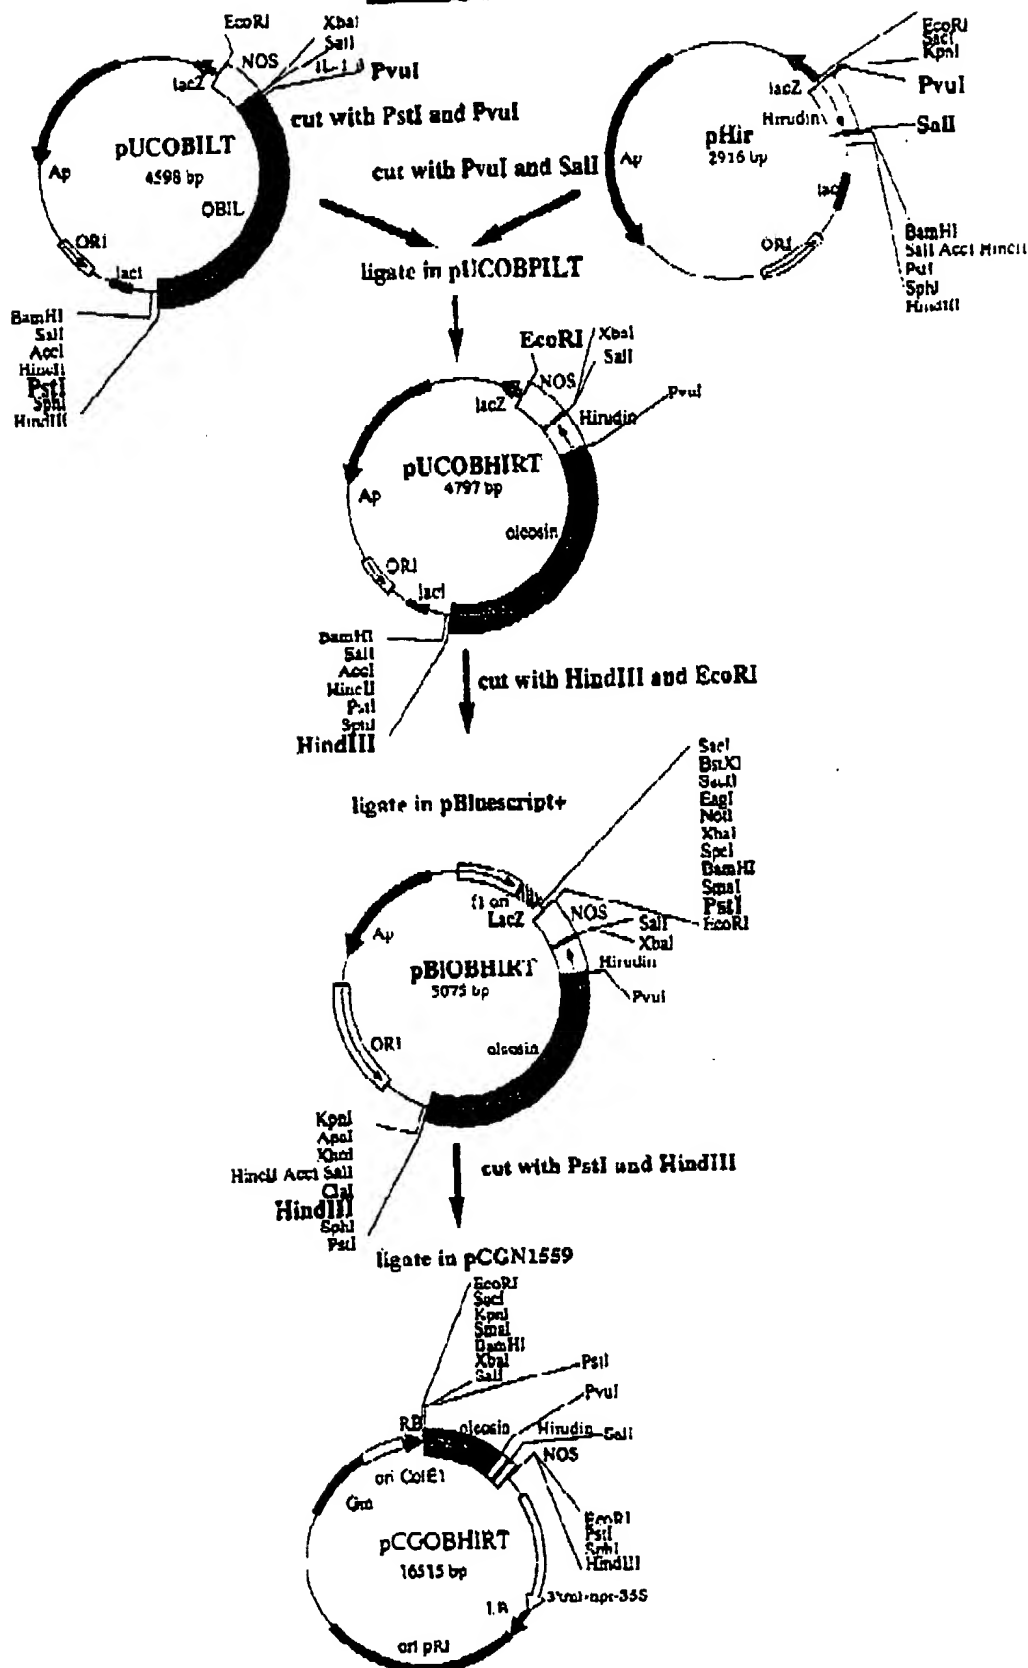 EcoRI
XbaI
SalI
IL-1 β
PvuI
NOS
lacZ
cut with PstI and PvuI
pUCOBILT
4598 bp
Ap
OBIL
ORI
lacI
BamHI
SalI
AccI
HincII
PstI
SphI
HindIII
EcoRI
SacI
KpnI
PvuI
lacZ
Hirudin
SalI
pHir
2916 bp
Ap
lac
ORI
BamHI
SalI AccI HincII
PstI
SphI
HindIII
cut with PvuI and SalI
ligate in pUCOBPILT
EcoRI
XbaI
SalI
NOS
lacZ
Hirudin
PvuI
pUCOBHIRT
4797 bp
Ap
oleosin
ORI
lacI
BamHI
SalI
AccI
HincII
PstI
SphI
HindIII
cut with HindIII and EcoRI
ligate in pBluescript+
SacI
BstXI
SacII
EagI
NotI
XbaI
SpeI
BamHI
SmaI
PstI
EcoRI
f1 ori
LacZ
NOS
SalI
XbaI
Hirudin
PvuI
Ap
pBIOBHIRT
5075 bp
ORI
oleosin
KpnI
ApaI
XhoI
HincII AccI SalI
ClaI
HindIII
SphI
PstI
cut with PstI and HindIII
ligate in pCGN1559
EcoRI
SacI
KpnI
SmaI
BamHI
XbaI
SalI
PstI
PvuI
RB
oleosin
Hirudin
SalI
NOS
ori ColE1
Gm
EcoRI
PstI
SphI
HindIII
pCGOBHIRT
16515 bp
LB
ori pRI